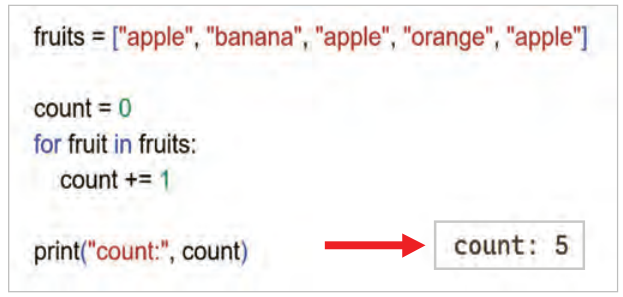 fruits = ["apple", "banana", "apple", "orange", "apple"]
count = 0
for fruit in fruits:
count += 1
print("count:", count)
count: 5